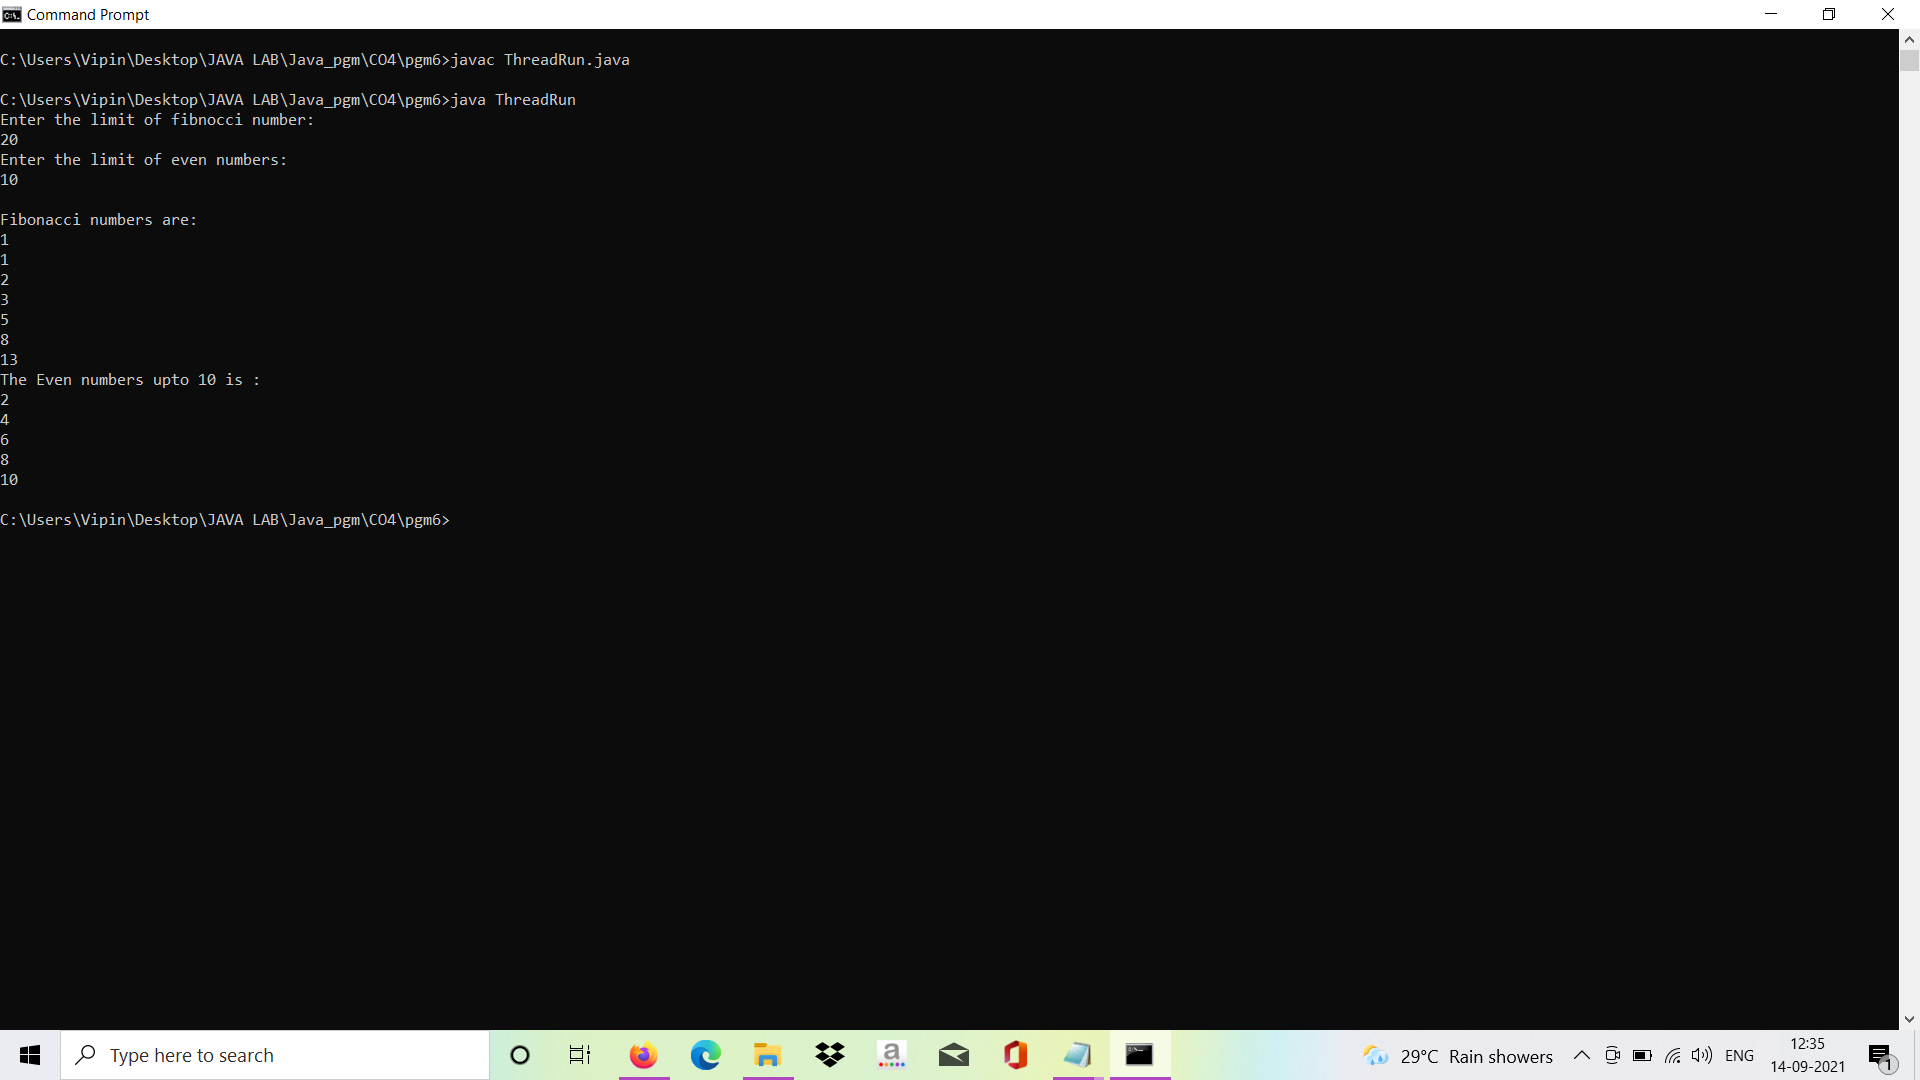 Command Prompt
C:\Users\Vipin\Desktop\JAVA LAB\Java_pgm\CO4\pgm6>javac ThreadRun.java
C:\Users\Vipin\Desktop\JAVA LAB\Java_pgm\CO4\pgm6>java ThreadRun
Enter the limit of fibnocci number:
20
Enter the limit of even numbers:
10
Fibonacci numbers are:
1
1
2
3
5
8
13
The Even numbers upto 10 is :
2
4
6
8
10
C:\Users\Vipin\Desktop\JAVA LAB\Java_pgm\CO4\pgm6>
Type here to search
a
29°C Rain showers
ENG
12:35
14-09-2021
1